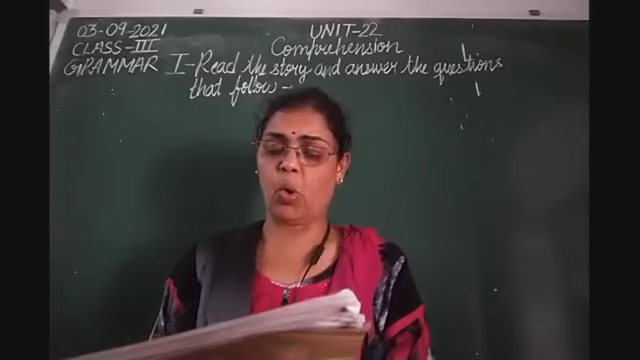 03-09-2021
CLASS-III
GRAMMAR
UNIT-22
Comprehension
I-Read the story and answer the questions
that follow-